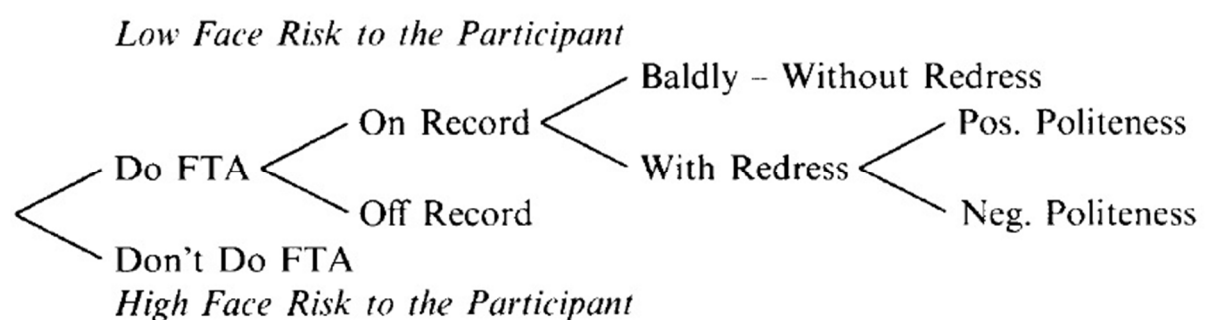 Low Face Risk to the Participant
Baldly – Without Redress
On Record
Pos. Politeness
Do FTA
With Redress
Off Record
Neg. Politeness
Don't Do FTA
High Face Risk to the Participant